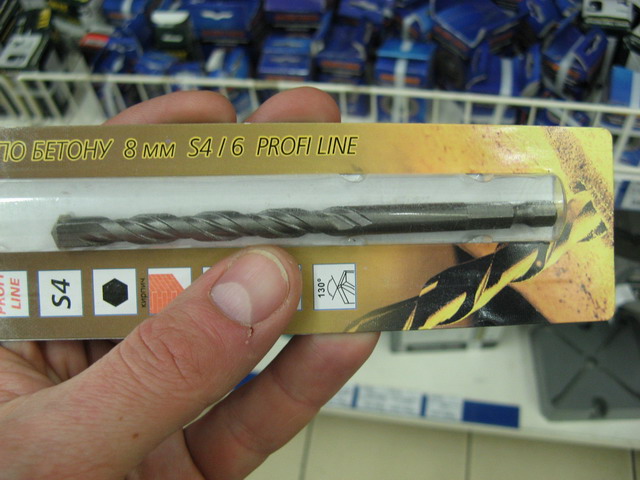 ПО БЕТОНУ 8 мм S4 / 6 PROFI LINE
PROFI
LINE
S4
130°